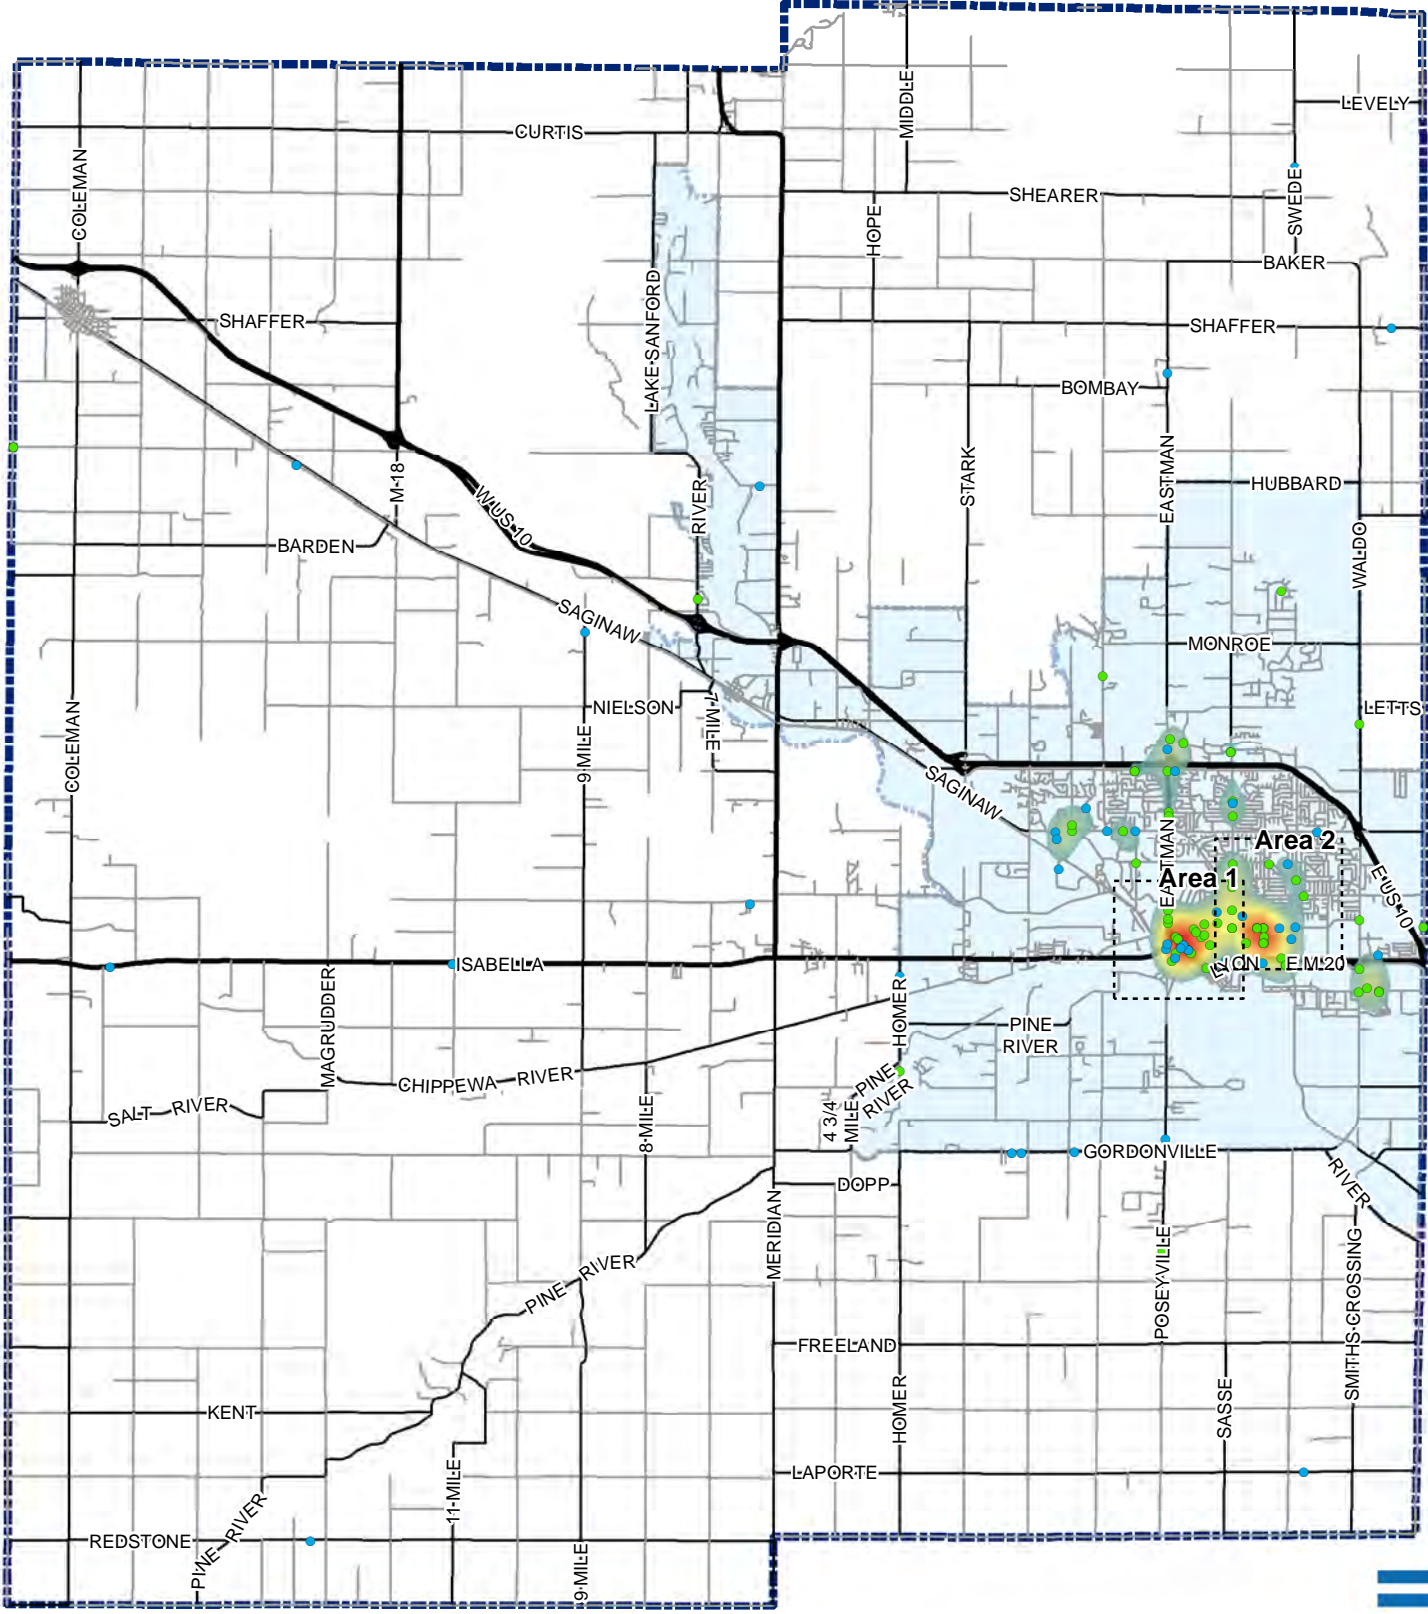 MIDDLE
LEVELY
CURTIS
COLEMAN
SHEARER
SWEDE
HOPE
BAKER
LAKE SANFORD
SHAFFER
SHAFFER
BOMBAY
STARK
EASTMAN
M-18
W US 10
RIVER
HUBBARD
BARDEN
WALDO
SAGINAW
MONROE
NIELSON
7 MILE
LETTS
COLEMAN
9 MILE
SAGINAW
EASTMAN
Area 2
Area 1
E US 10
ISABELLA
LYON
E M 20
MAGRUDDER
HOMER
PINE
RIVER
CHIPPEWA RIVER
PINE
RIVER
SALT RIVER
8 MILE
4 3/4
MILE
GORDONVILLE
DOPP
RIVER
MERIDIAN
PINE RIVER
POSEYVILLE
SMITHS CROSSING
FREELAND
KENT
HOMER
SASSE
LAPORTE
11 MILE
REDSTONE
PINE RIVER
9 MILE